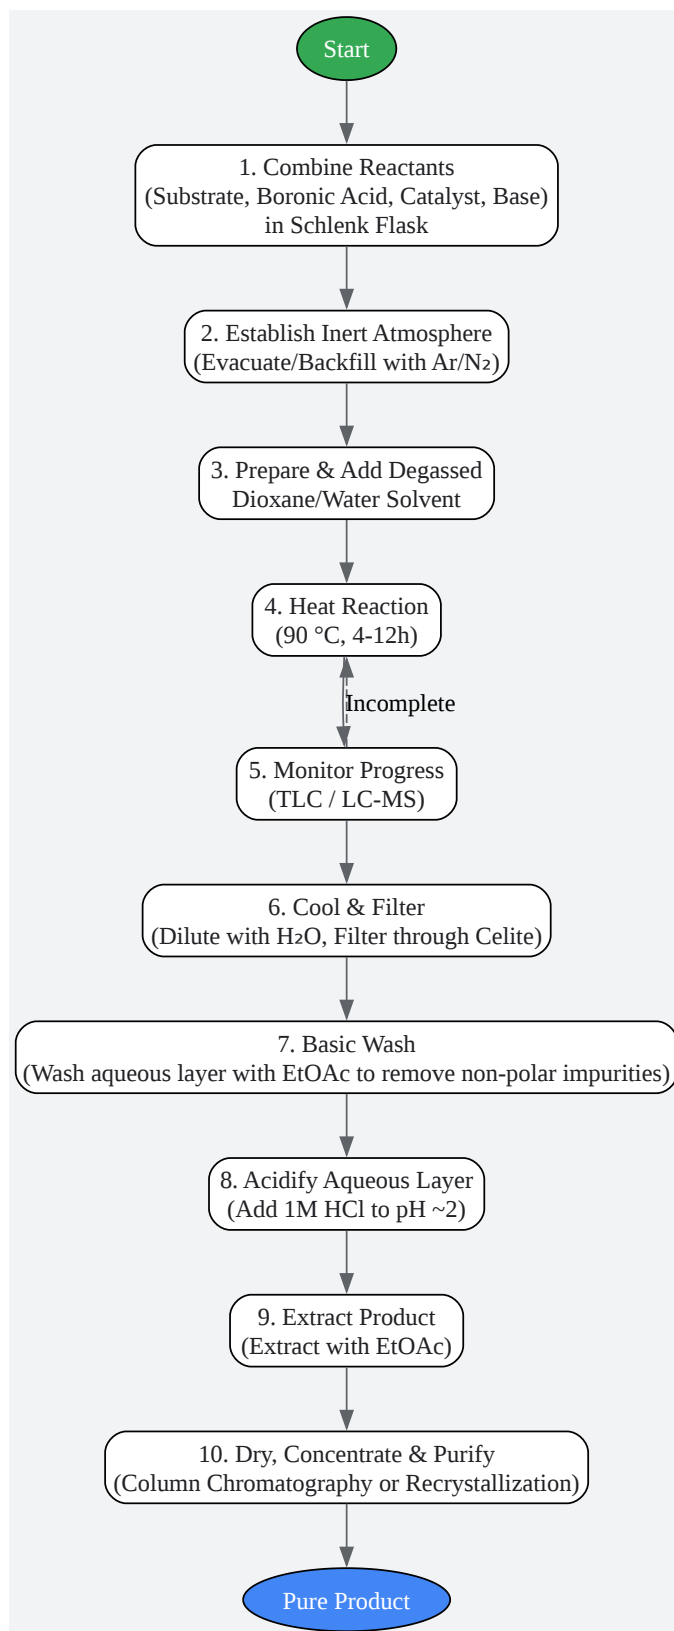 Start
1. Combine Reactants
(Substrate, Boronic Acid, Catalyst, Base)
in Schlenk Flask
2. Establish Inert Atmosphere
(Evacuate/Backfill with Ar/N₂)
3. Prepare & Add Degassed
Dioxane/Water Solvent
4. Heat Reaction
(90 °C, 4-12h)
Incomplete
5. Monitor Progress
(TLC / LC-MS)
6. Cool & Filter
(Dilute with H₂O, Filter through Celite)
7. Basic Wash
(Wash aqueous layer with EtOAc to remove non-polar impurities)
8. Acidify Aqueous Layer
(Add 1M HCl to pH ~2)
9. Extract Product
(Extract with EtOAc)
10. Dry, Concentrate & Purify
(Column Chromatography or Recrystallization)
Pure Product